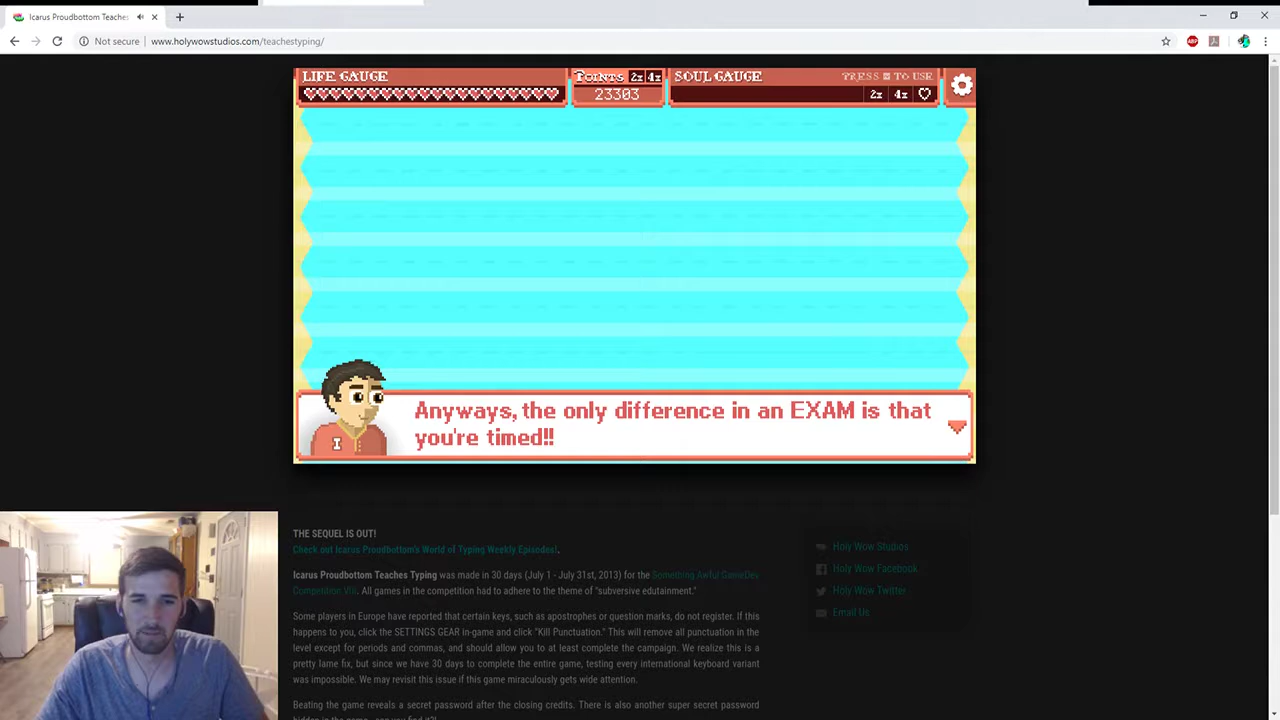 Icarus Proudbottom Teaches
Not secure | www.holywowstudios.com/teachestyping/
LIFE GAUGE
POINTS 2x 4x
SOUL GAUGE
PRESS TO USE
23303
2x 4x
Anyways, the only difference in an EXAM is that
you're timed!!
I
THE SEQUEL IS OUT!
Check out Icarus Proudbottom's World of Typing Weekly Episodes!.
Icarus Proudbottom Teaches Typing was made in 30 days (July 1 - July 31st, 2013) for the Something Awful GameDev
Competition VIII. All games in the competition had to adhere to the theme of "subversive edutainment."
Some players in Europe have reported that certain keys, such as apostrophes or question marks, do not register. If this
happens to you, click the SETTINGS GEAR in-game and click "Kill Punctuation." This will remove all punctuation in the
level except for periods and commas, and should allow you to at least complete the campaign. We realize this is a
pretty lame fix, but since we have 30 days to complete the entire game, testing every international keyboard variant
was impossible. We may revisit this issue if this game miraculously gets wide attention.
Beating the game reveals a secret password after the closing credits. There is also another super secret password
Holy Wow Studios
Holy Wow Facebook
Holy Wow Twitter
Email Us
ABP